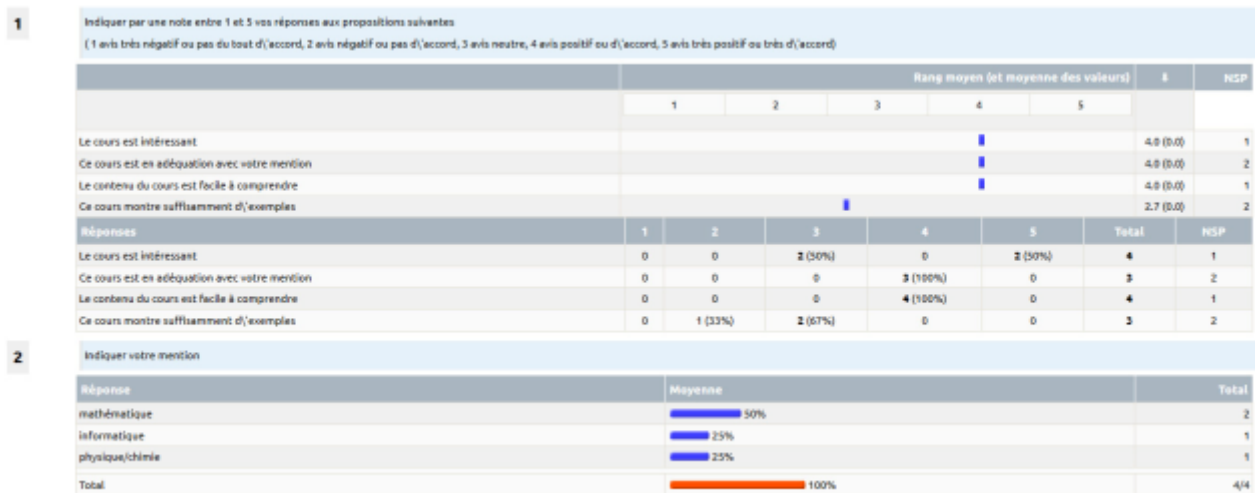 1
Indiquer par une note entre 1 et 5 vos réponses aux propositions suivantes
( 1 avis très négatif ou pas du tout d\'accord, 2 avis négatif ou pas d\'accord, 3 avis neutre, 4 avis positif ou d\'accord, 5 avis très positif ou très d\'accord)
Rang moyen (et moyenne des valeurs) NSP
1 2 3 4 5
Le cours est intéressant 4.0 (0.0) 1
Ce cours est en adéquation avec votre mention 4.0 (0.0) 2
Le contenu du cours est facile à comprendre 4.0 (0.0) 1
Ce cours montre suffisamment d\'exemples 2.7 (0.0) 2
Réponses 1 2 3 4 5 Total NSP
Le cours est intéressant 0 0 2 (50%) 0 2 (50%) 4 1
Ce cours est en adéquation avec votre mention 0 0 0 3 (100%) 0 3 2
Le contenu du cours est facile à comprendre 0 0 0 4 (100%) 0 4 1
Ce cours montre suffisamment d\'exemples 0 1 (33%) 2 (67%) 0 0 3 2
2
Indiquer votre mention
Réponse Moyenne Total
mathématique 50% 2
informatique 25% 1
physique/chimie 25% 1
Total 100% 4/4